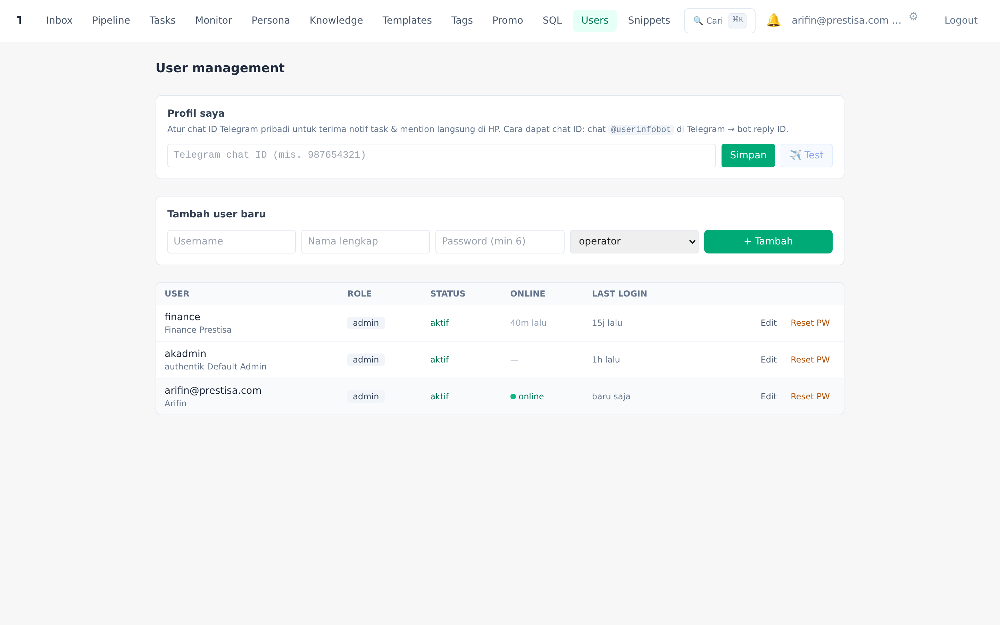 Inbox Pipeline Tasks Monitor Persona Knowledge Templates Tags Promo SQL Users Snippets 🔍 Cari ⌘K 🔔 arifin@prestisa.com ... ⚙ Logout
User management
Profil saya
Atur chat ID Telegram pribadi untuk terima notif task & mention langsung di HP. Cara dapat chat ID: chat @userinfobot di Telegram → bot reply ID.
Telegram chat ID (mis. 987654321) Simpan ✈️ Test
Tambah user baru
Username Nama lengkap Password (min 6) operator + Tambah
USER ROLE STATUS ONLINE LAST LOGIN
finance
Finance Prestisa
admin aktif 40m lalu 15j lalu Edit Reset PW
akadmin
authentik Default Admin
admin aktif — 1h lalu Edit Reset PW
arifin@prestisa.com
Arifin
admin aktif online baru saja Edit Reset PW